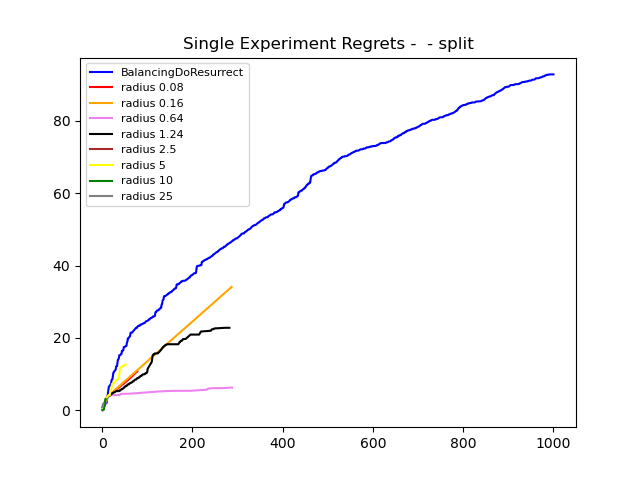 Single Experiment Regrets -  - split
BalancingDoResurrect
radius 0.08
radius 0.16
radius 0.64
radius 1.24
radius 2.5
radius 5
radius 10
radius 25
80
60
40
20
0
0 200 400 600 800 1000